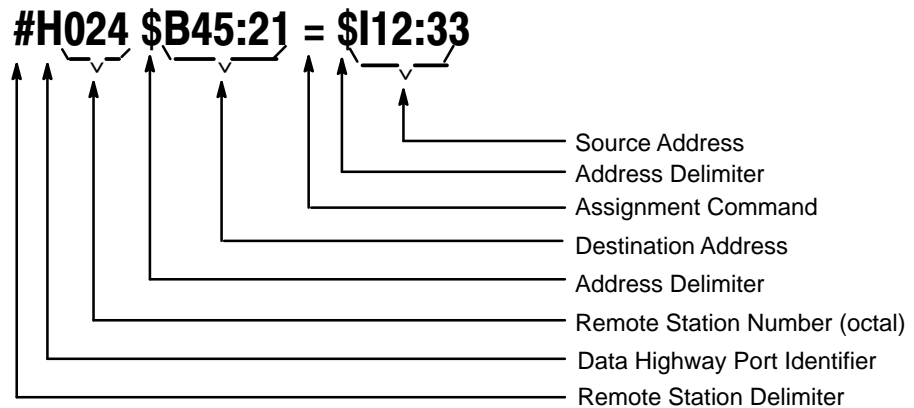 #H024 $B45:21 = $I12:33
Source Address
Address Delimiter
Assignment Command
Destination Address
Address Delimiter
Remote Station Number (octal)
Data Highway Port Identifier
Remote Station Delimiter